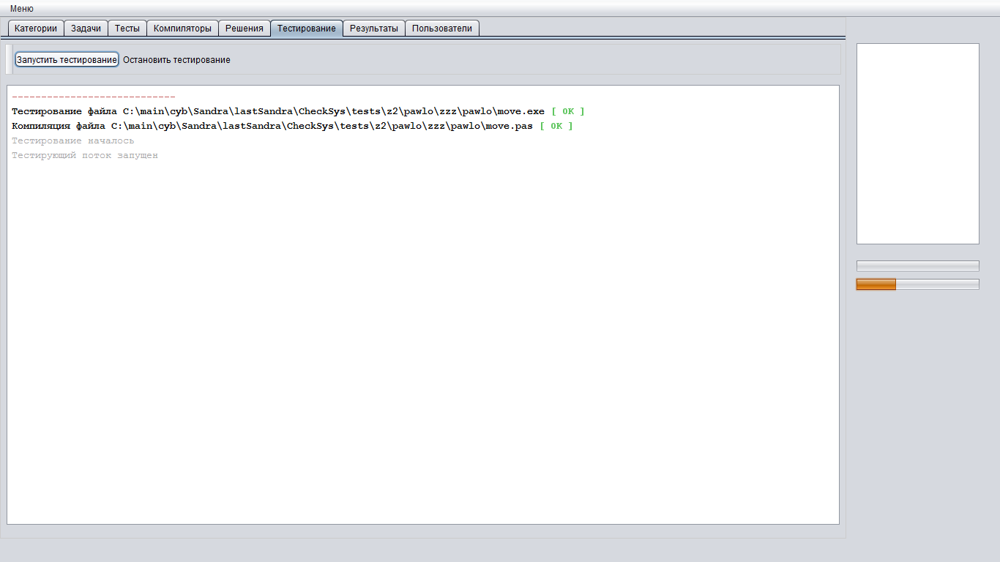 Меню
Категории Задачи Тесты Компиляторы Решения Тестирование Результаты Пользователи
Запустить тестирование Остановить тестирование
----------------------------
Тестирование файла C:\main\cyb\Sandra\lastSandra\CheckSys\tests\z2\pawlo\zzz\pawlo\move.exe [ OK ]
Компиляция файла C:\main\cyb\Sandra\lastSandra\CheckSys\tests\z2\pawlo\zzz\pawlo\move.pas [ OK ]
Тестирование началось
Тестирующий поток запущен